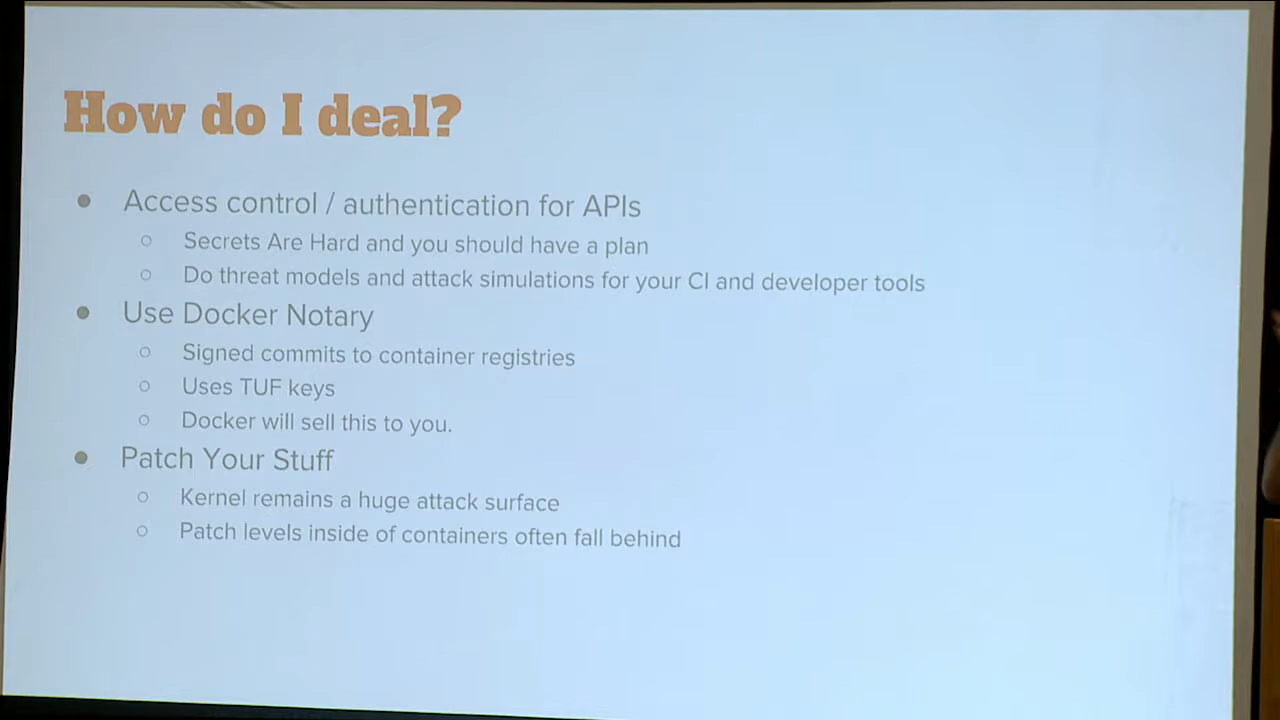 How do I deal?
● Access control / authentication for APIs
○ Secrets Are Hard and you should have a plan
○ Do threat models and attack simulations for your CI and developer tools
● Use Docker Notary
○ Signed commits to container registries
○ Uses TUF keys
○ Docker will sell this to you.
● Patch Your Stuff
○ Kernel remains a huge attack surface
○ Patch levels inside of containers often fall behind